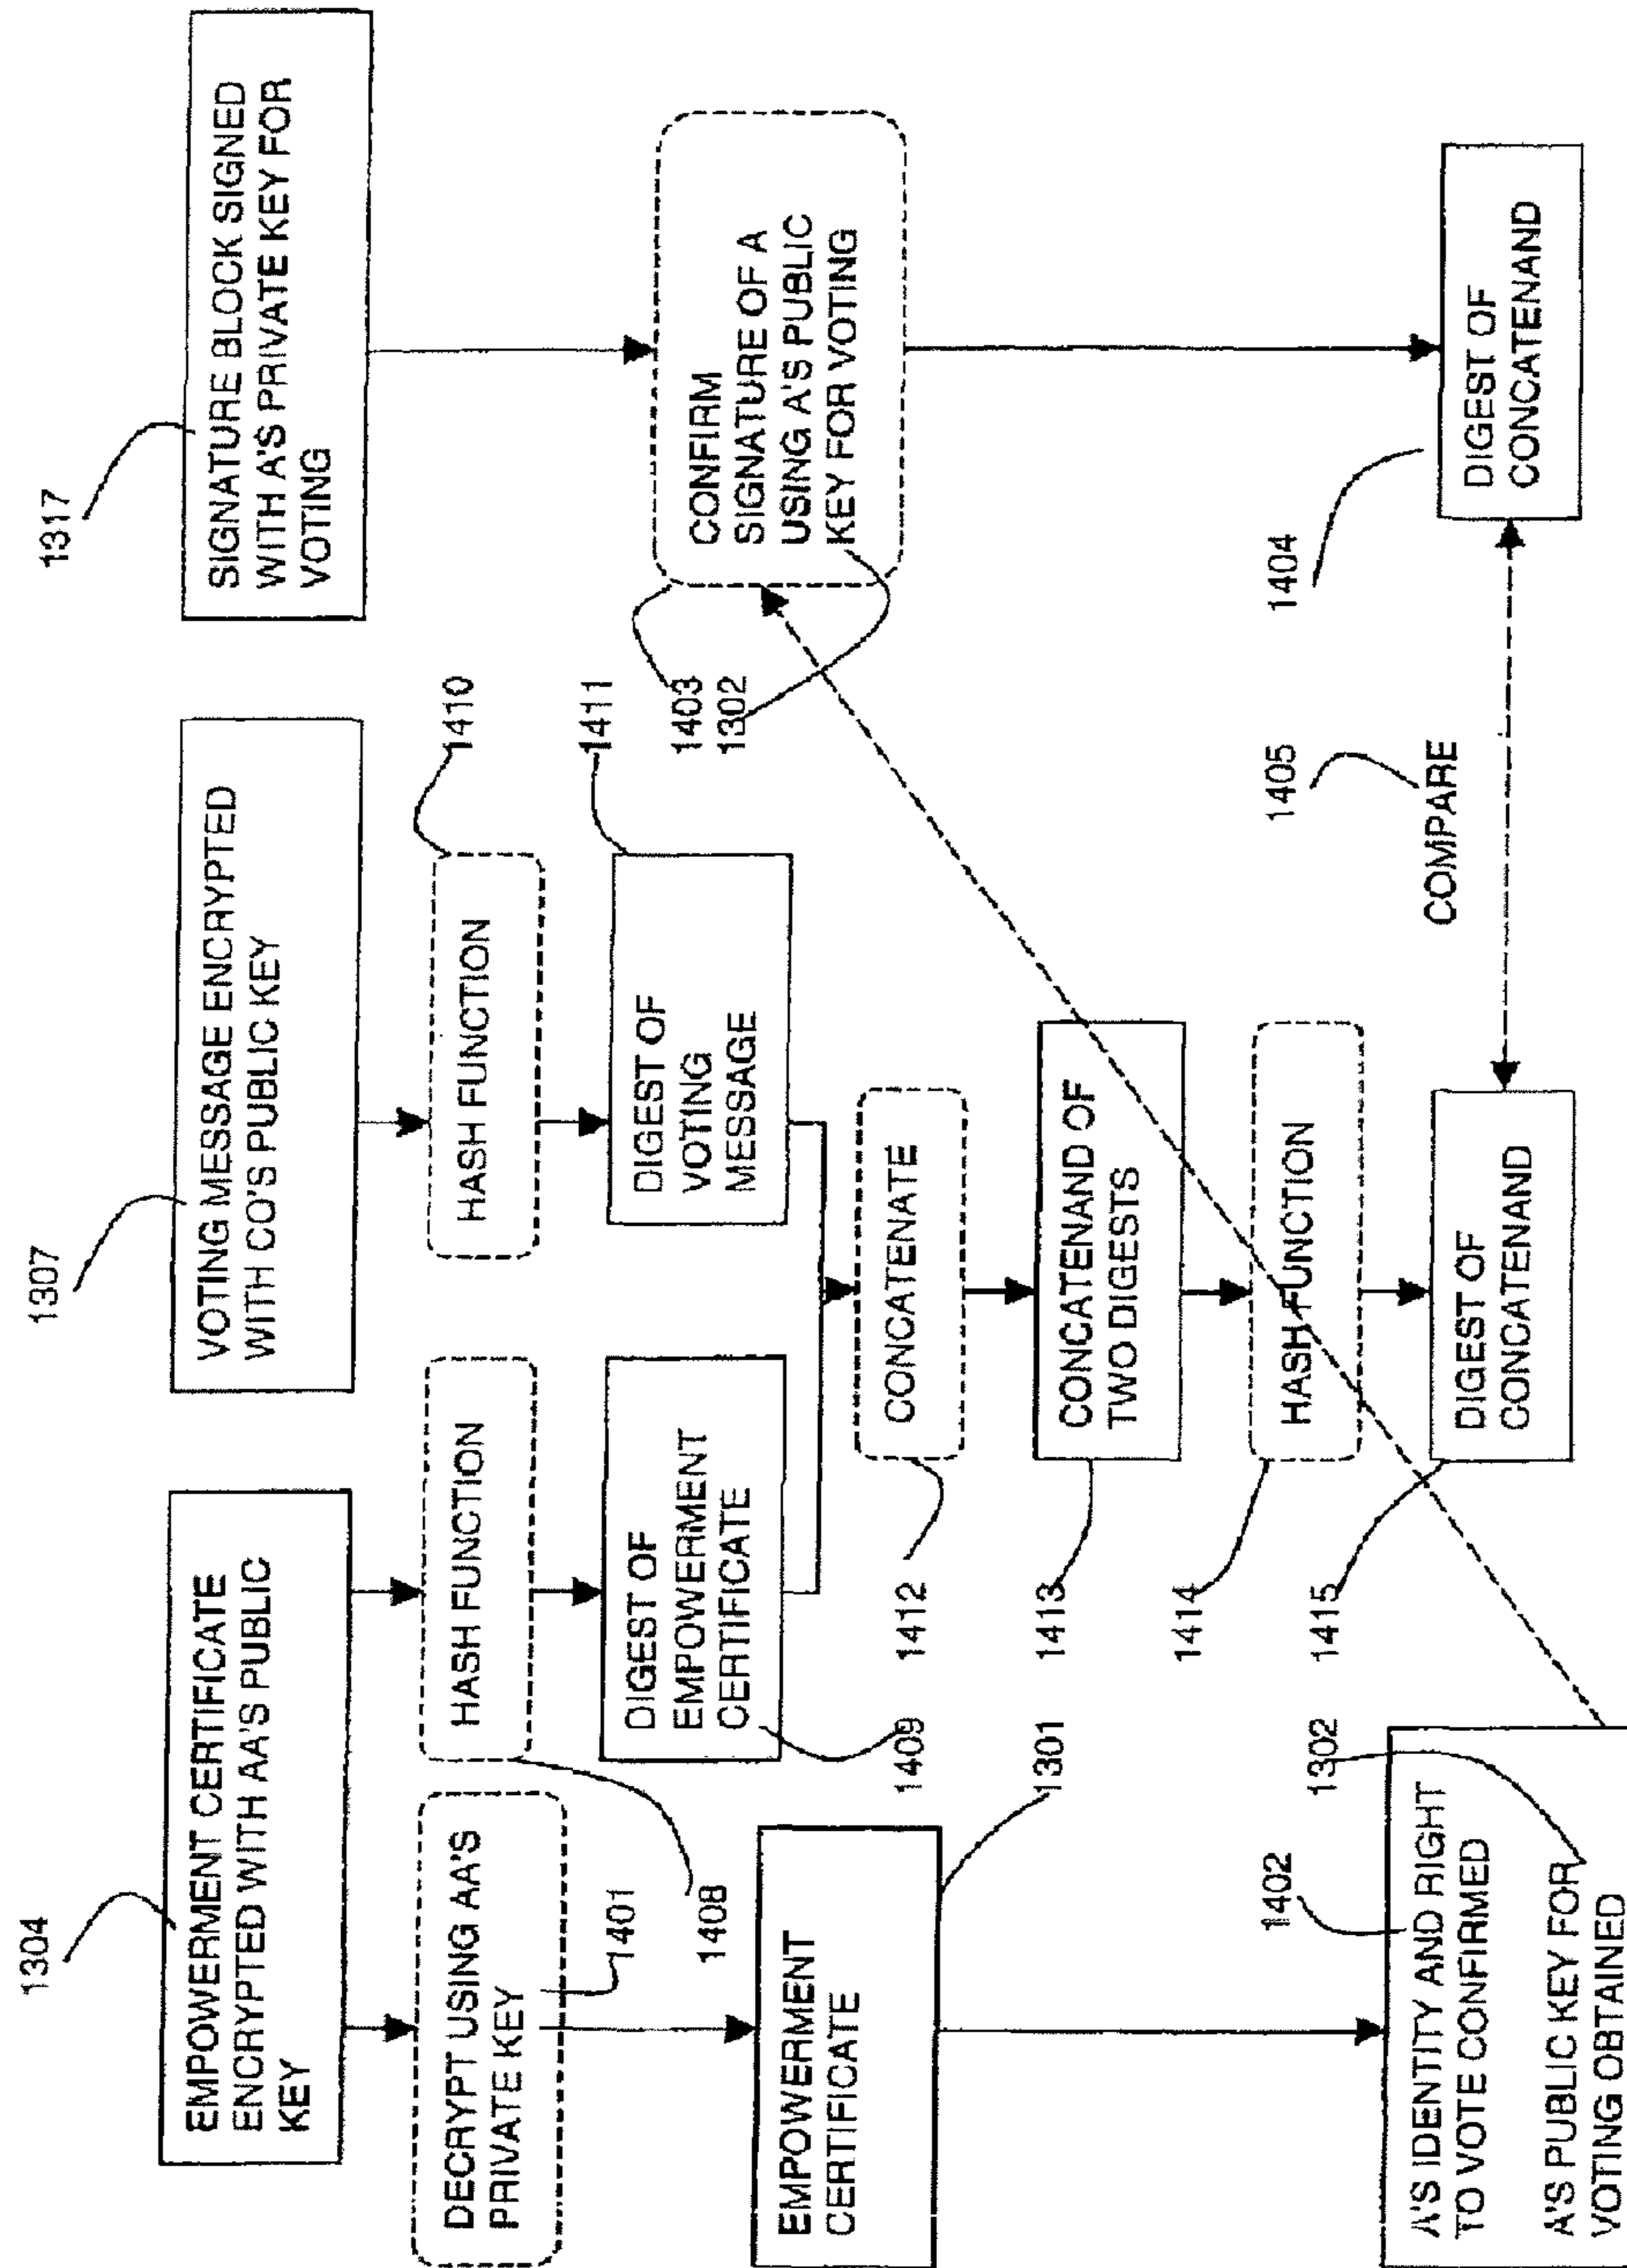 1304
EMPOWERMENT CERTIFICATE
ENCRYPTED WITH AA'S PUBLIC
KEY
1307
VOTING MESSAGE ENCRYPTED
WITH CO'S PUBLIC KEY
1317
SIGNATURE BLOCK SIGNED
WITH A'S PRIVATE KEY FOR
VOTING
DECRYPT USING AA'S
PRIVATE KEY
1401
HASH FUNCTION
1408
HASH FUNCTION
1410
DIGEST OF
EMPOWERMENT
CERTIFICATE
1409
DIGEST OF
VOTING
MESSAGE
1411
CONFIRM
SIGNATURE OF A
USING A'S PUBLIC
KEY FOR VOTING
1403
1302
EMPOWERMENT
CERTIFICATE
1301
CONCATENATE
1412
CONCATENAND OF
TWO DIGESTS
1413
HASH FUNCTION
1414
1402
A'S IDENTITY AND RIGHT
TO VOTE CONFIRMED
A'S PUBLIC KEY FOR
VOTING OBTAINED
1302
DIGEST OF
CONCATENAND
1415
1405
COMPARE
1404
DIGEST OF
CONCATENAND